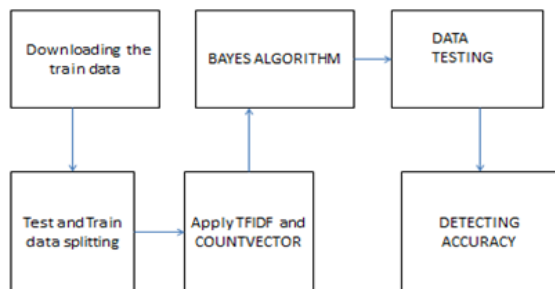 Downloading the
train data
Test and Train
data splitting
Apply TFIDF and
COUNTVECTOR
BAYES ALGORITHM
DATA
TESTING
DETECTING
ACCURACY